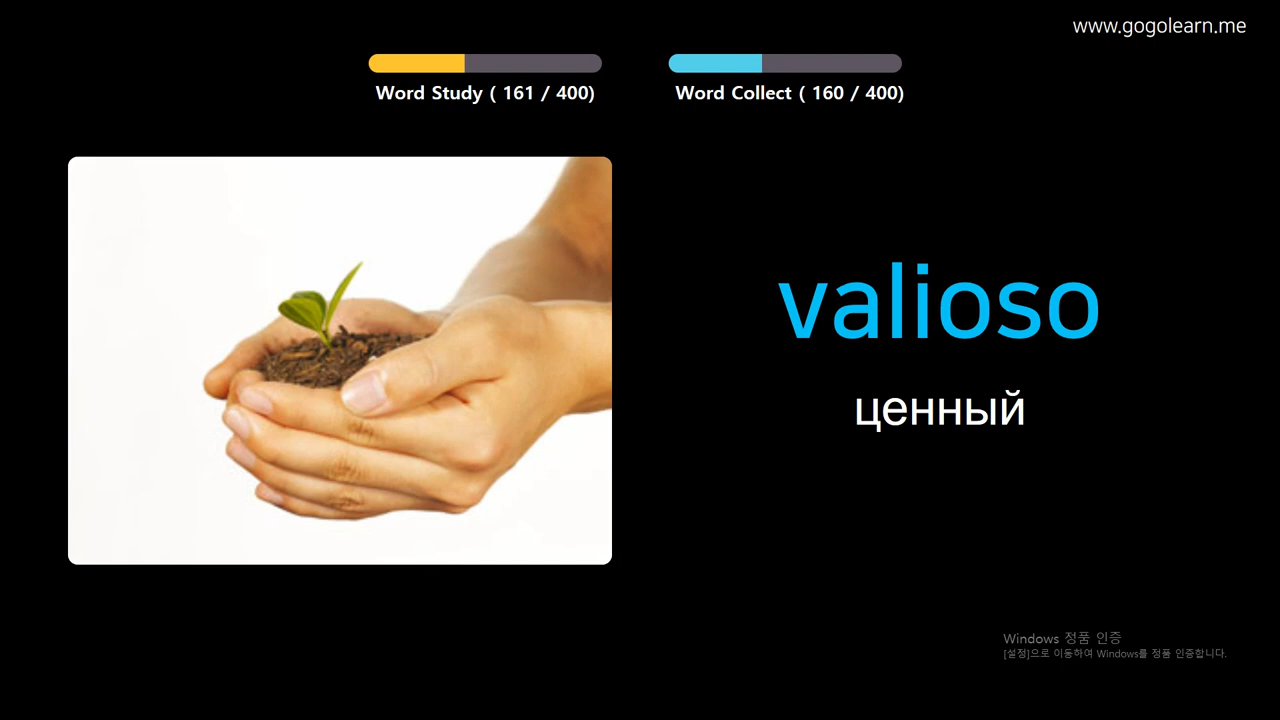 www.gogolearn.me
Word Study ( 161 / 400)
Word Collect ( 160 / 400)
valioso
ценный
Windows 정품 인증
[설정]으로 이동하여 Windows를 정품 인증합니다.